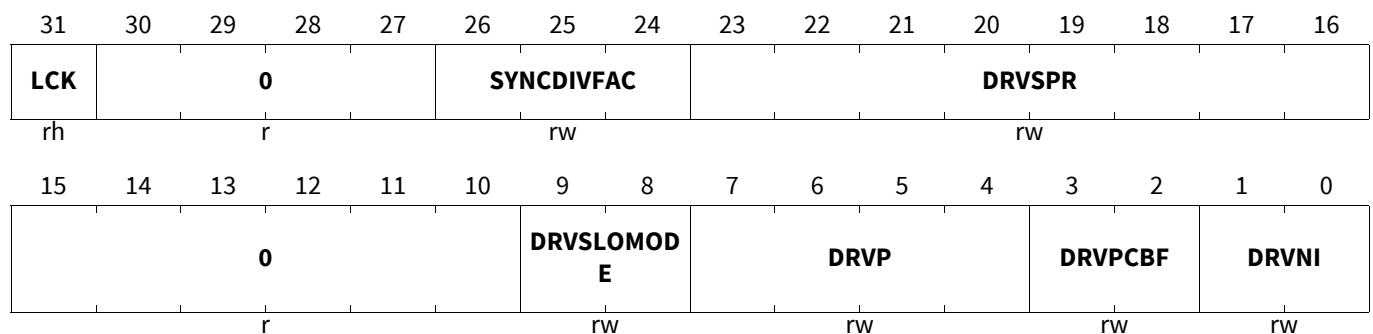 31 30 29 28 27 26 25 24 23 22 21 20 19 18 17 16
LCK 0 SYNCDIVFAC DRVSPR
rh r rw rw
15 14 13 12 11 10 9 8 7 6 5 4 3 2 1 0
0 DRVSLOMOD
E DRVP DRVPCBF DRVNI
r rw rw rw rw